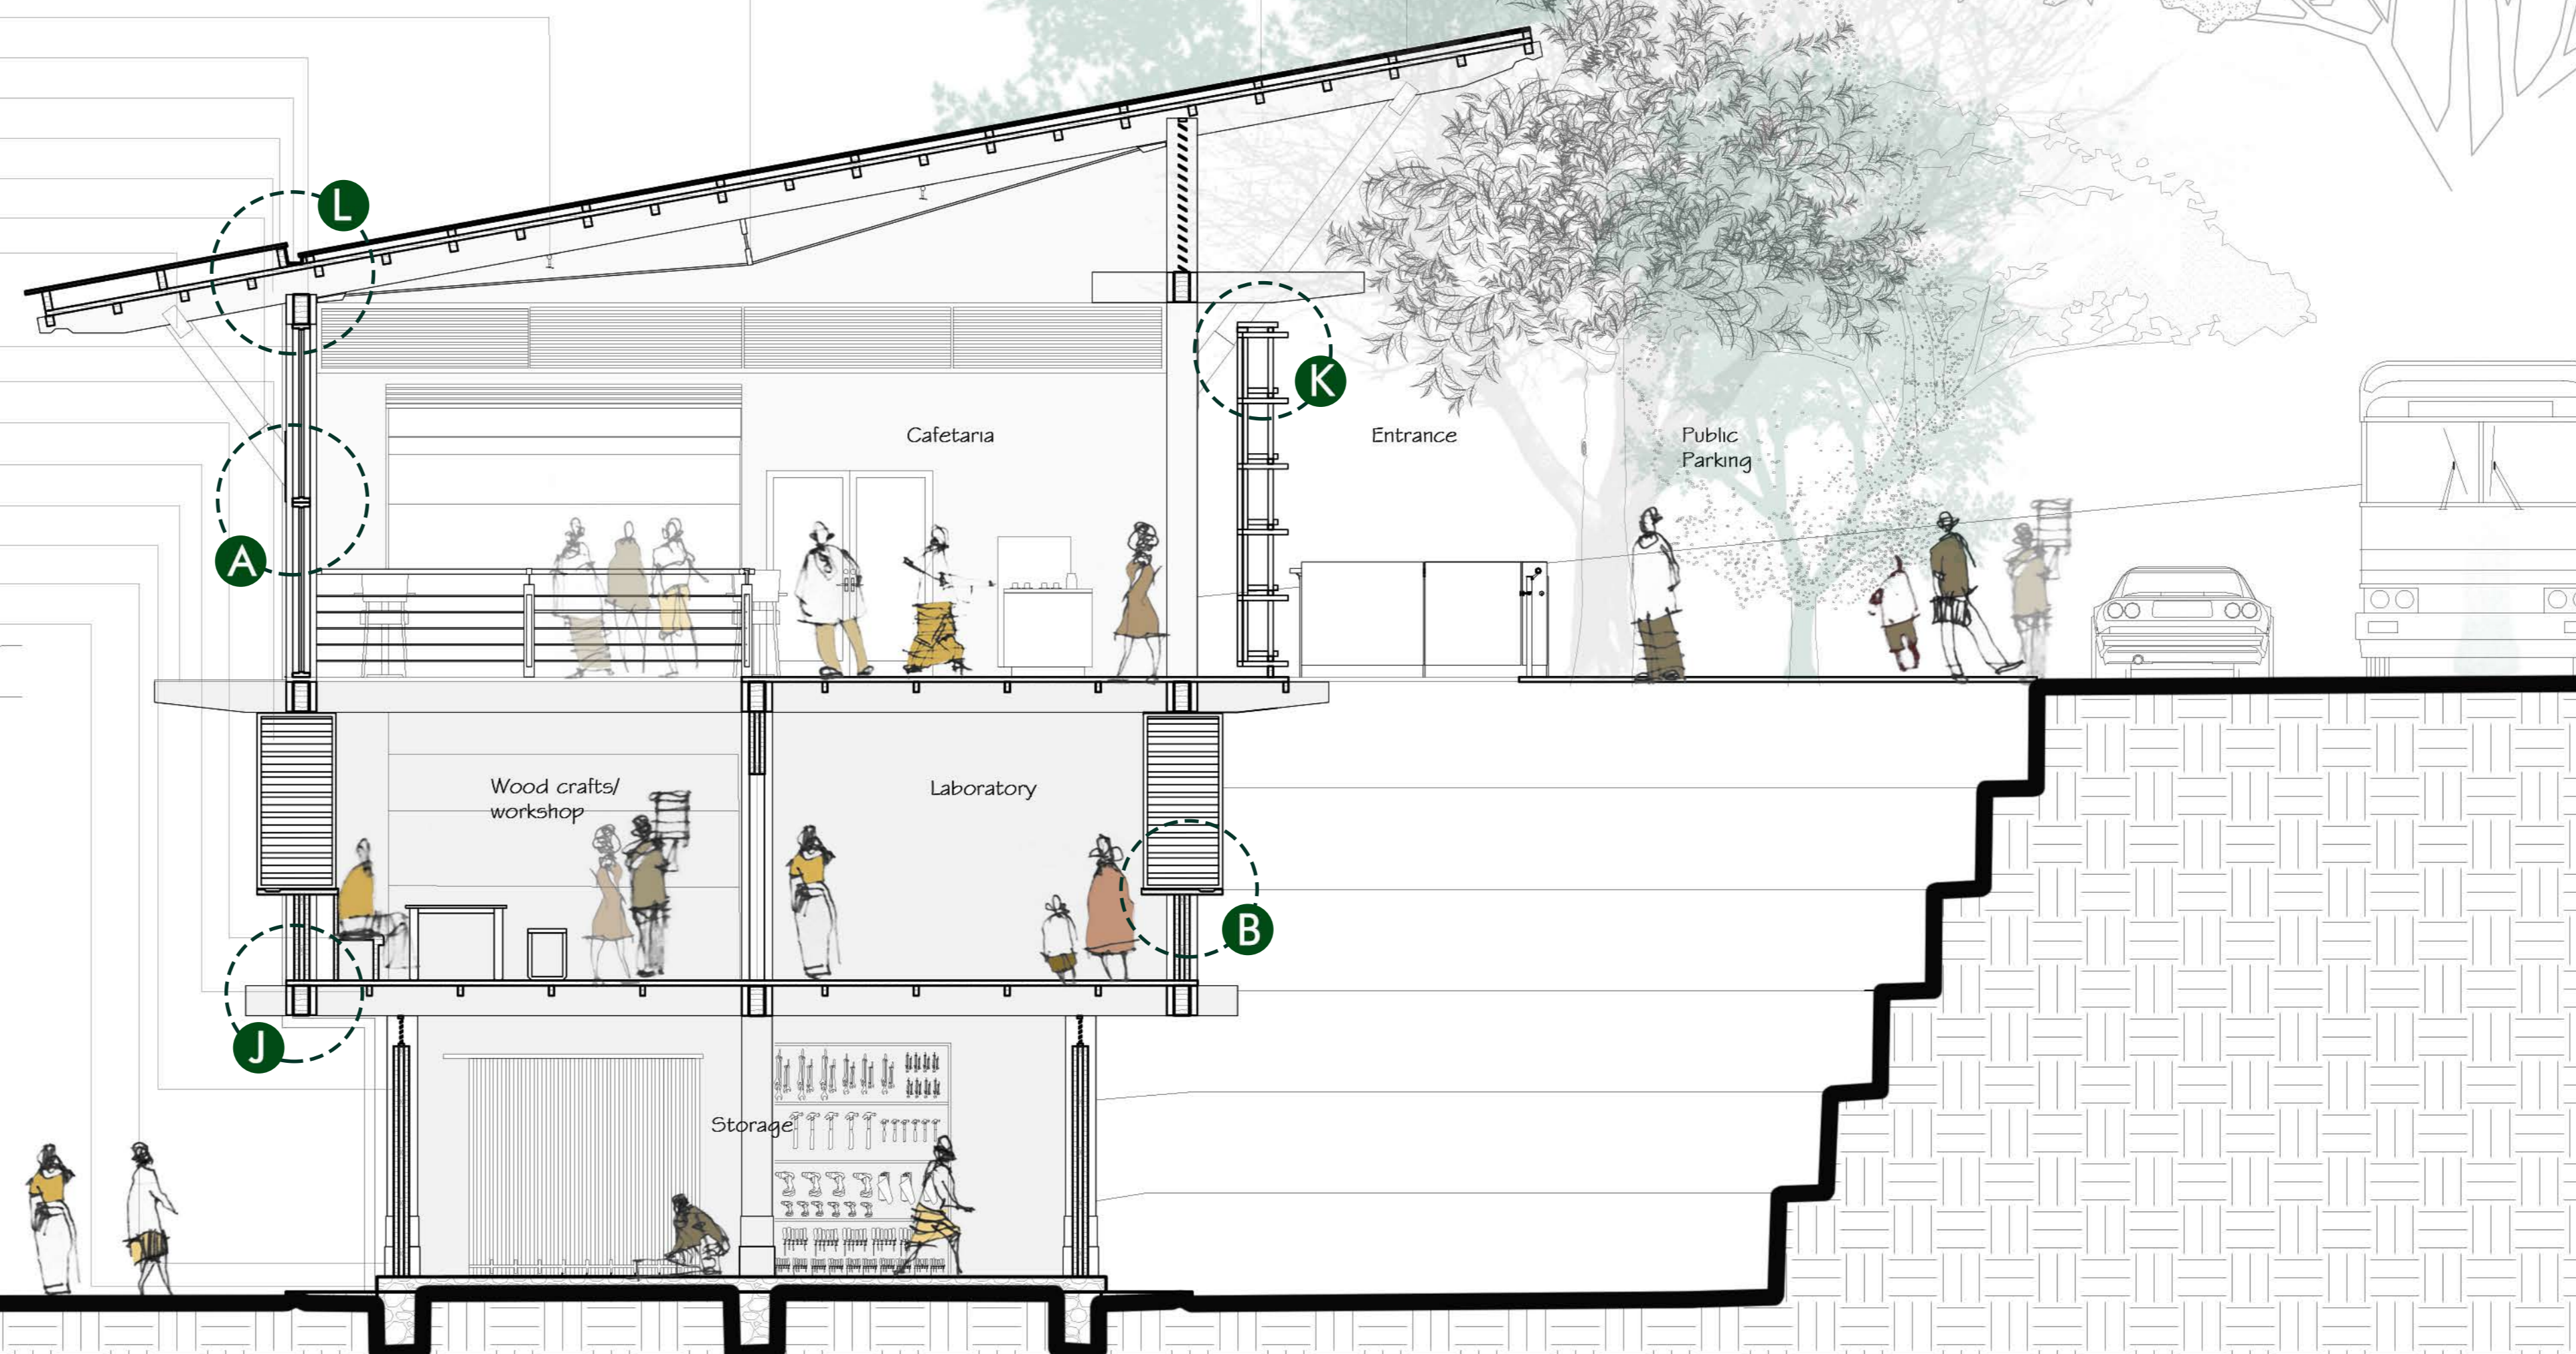 L
K
Cafetaria
Entrance
Public
Parking
A
Wood crafts/
workshop
Laboratory
B
J
Storage